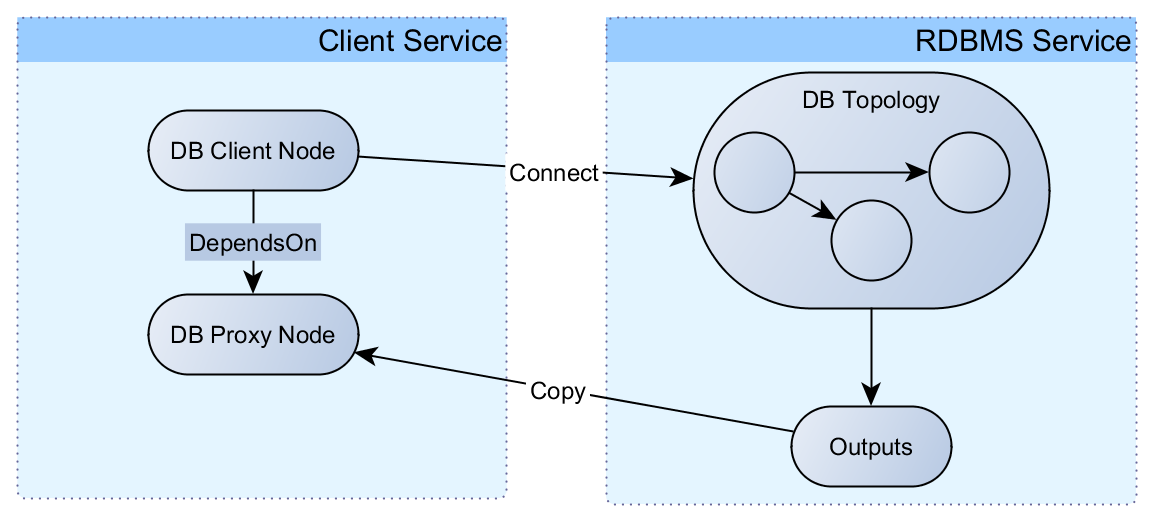 Client Service
RDBMS Service
DB Topology
DB Client Node
Connect
DependsOn
DB Proxy Node
Copy
Outputs